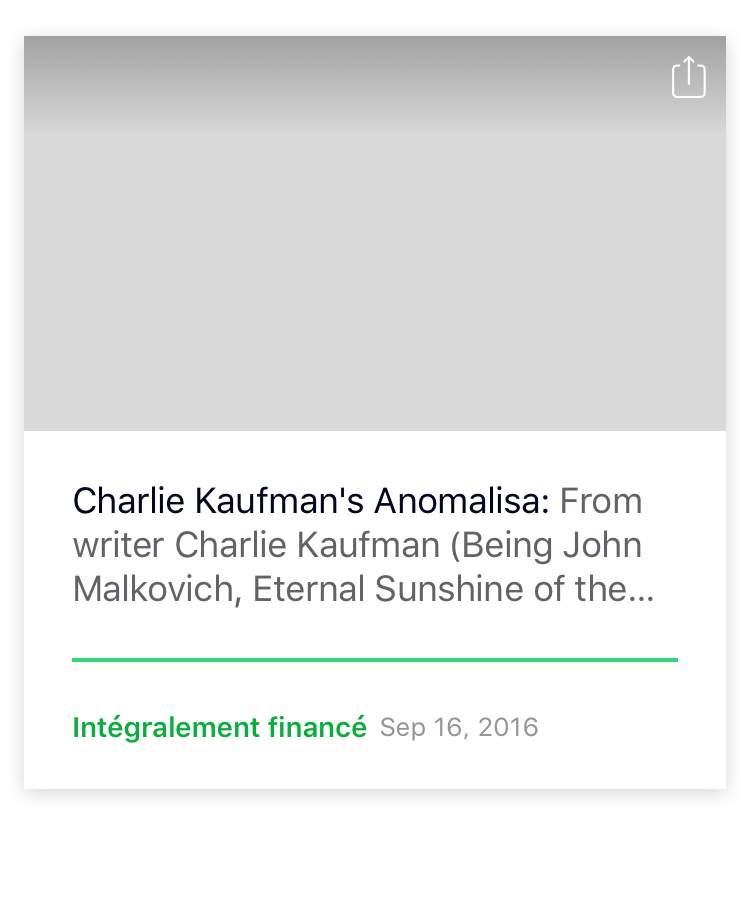 Charlie Kaufman's Anomalisa: From
writer Charlie Kaufman (Being John
Malkovich, Eternal Sunshine of the...
Intégralement financé Sep 16, 2016